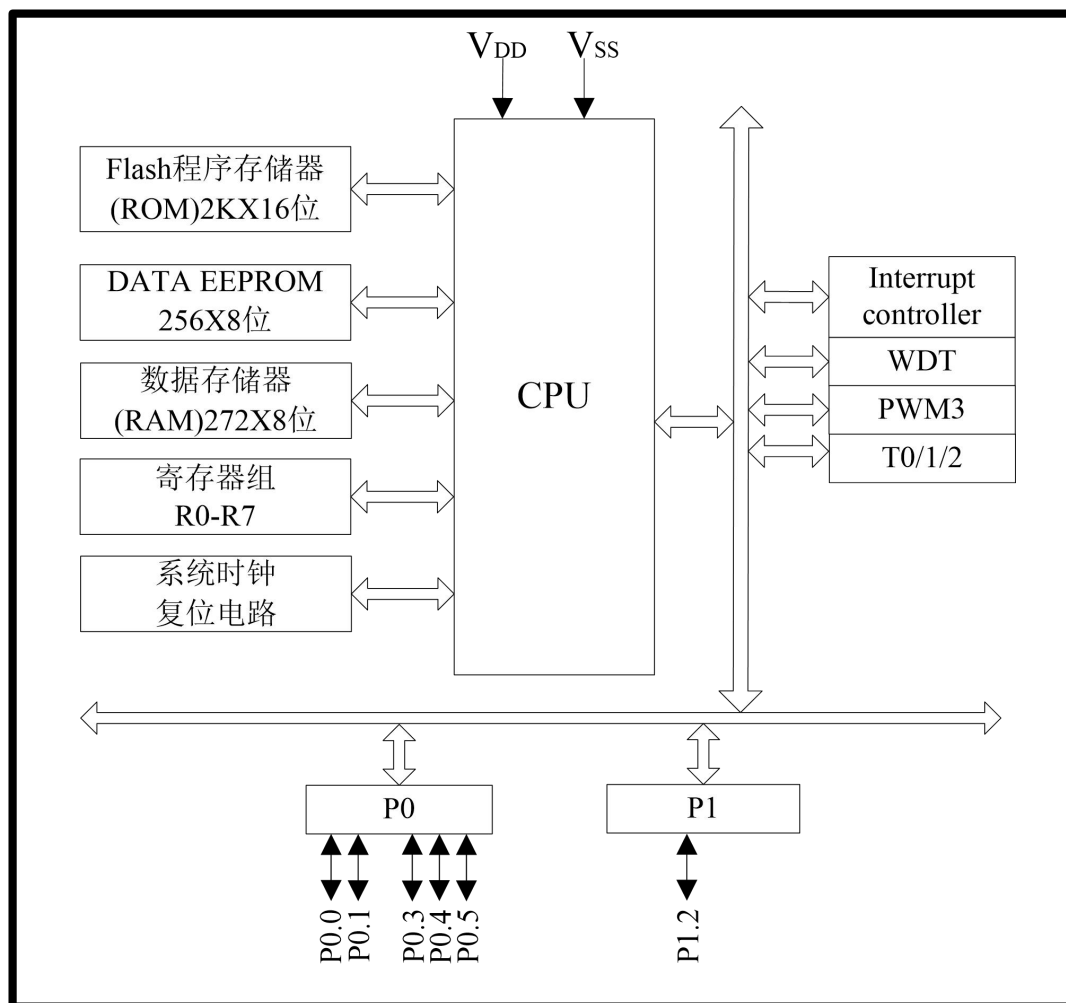 VDD VSS
Flash程序存储器
(ROM)2KX16位
DATA EEPROM
256X8位
数据存储器
(RAM)272X8位
寄存器组
R0-R7
系统时钟
复位电路
CPU
Interrupt
controller
WDT
PWM3
T0/1/2
P0
P1
P0.0
P0.1
P0.3
P0.4
P0.5
P1.2